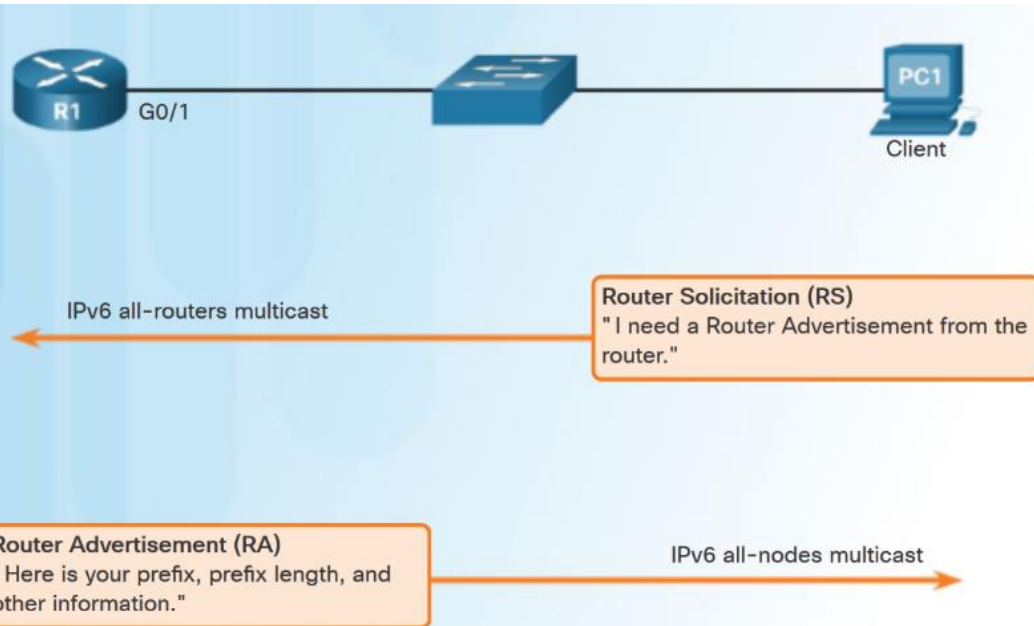 R1
G0/1
PC1
Client
IPv6 all-routers multicast
Router Solicitation (RS)
"I need a Router Advertisement from the
router."
Router Advertisement (RA)
Here is your prefix, prefix length, and
other information."
IPv6 all-nodes multicast